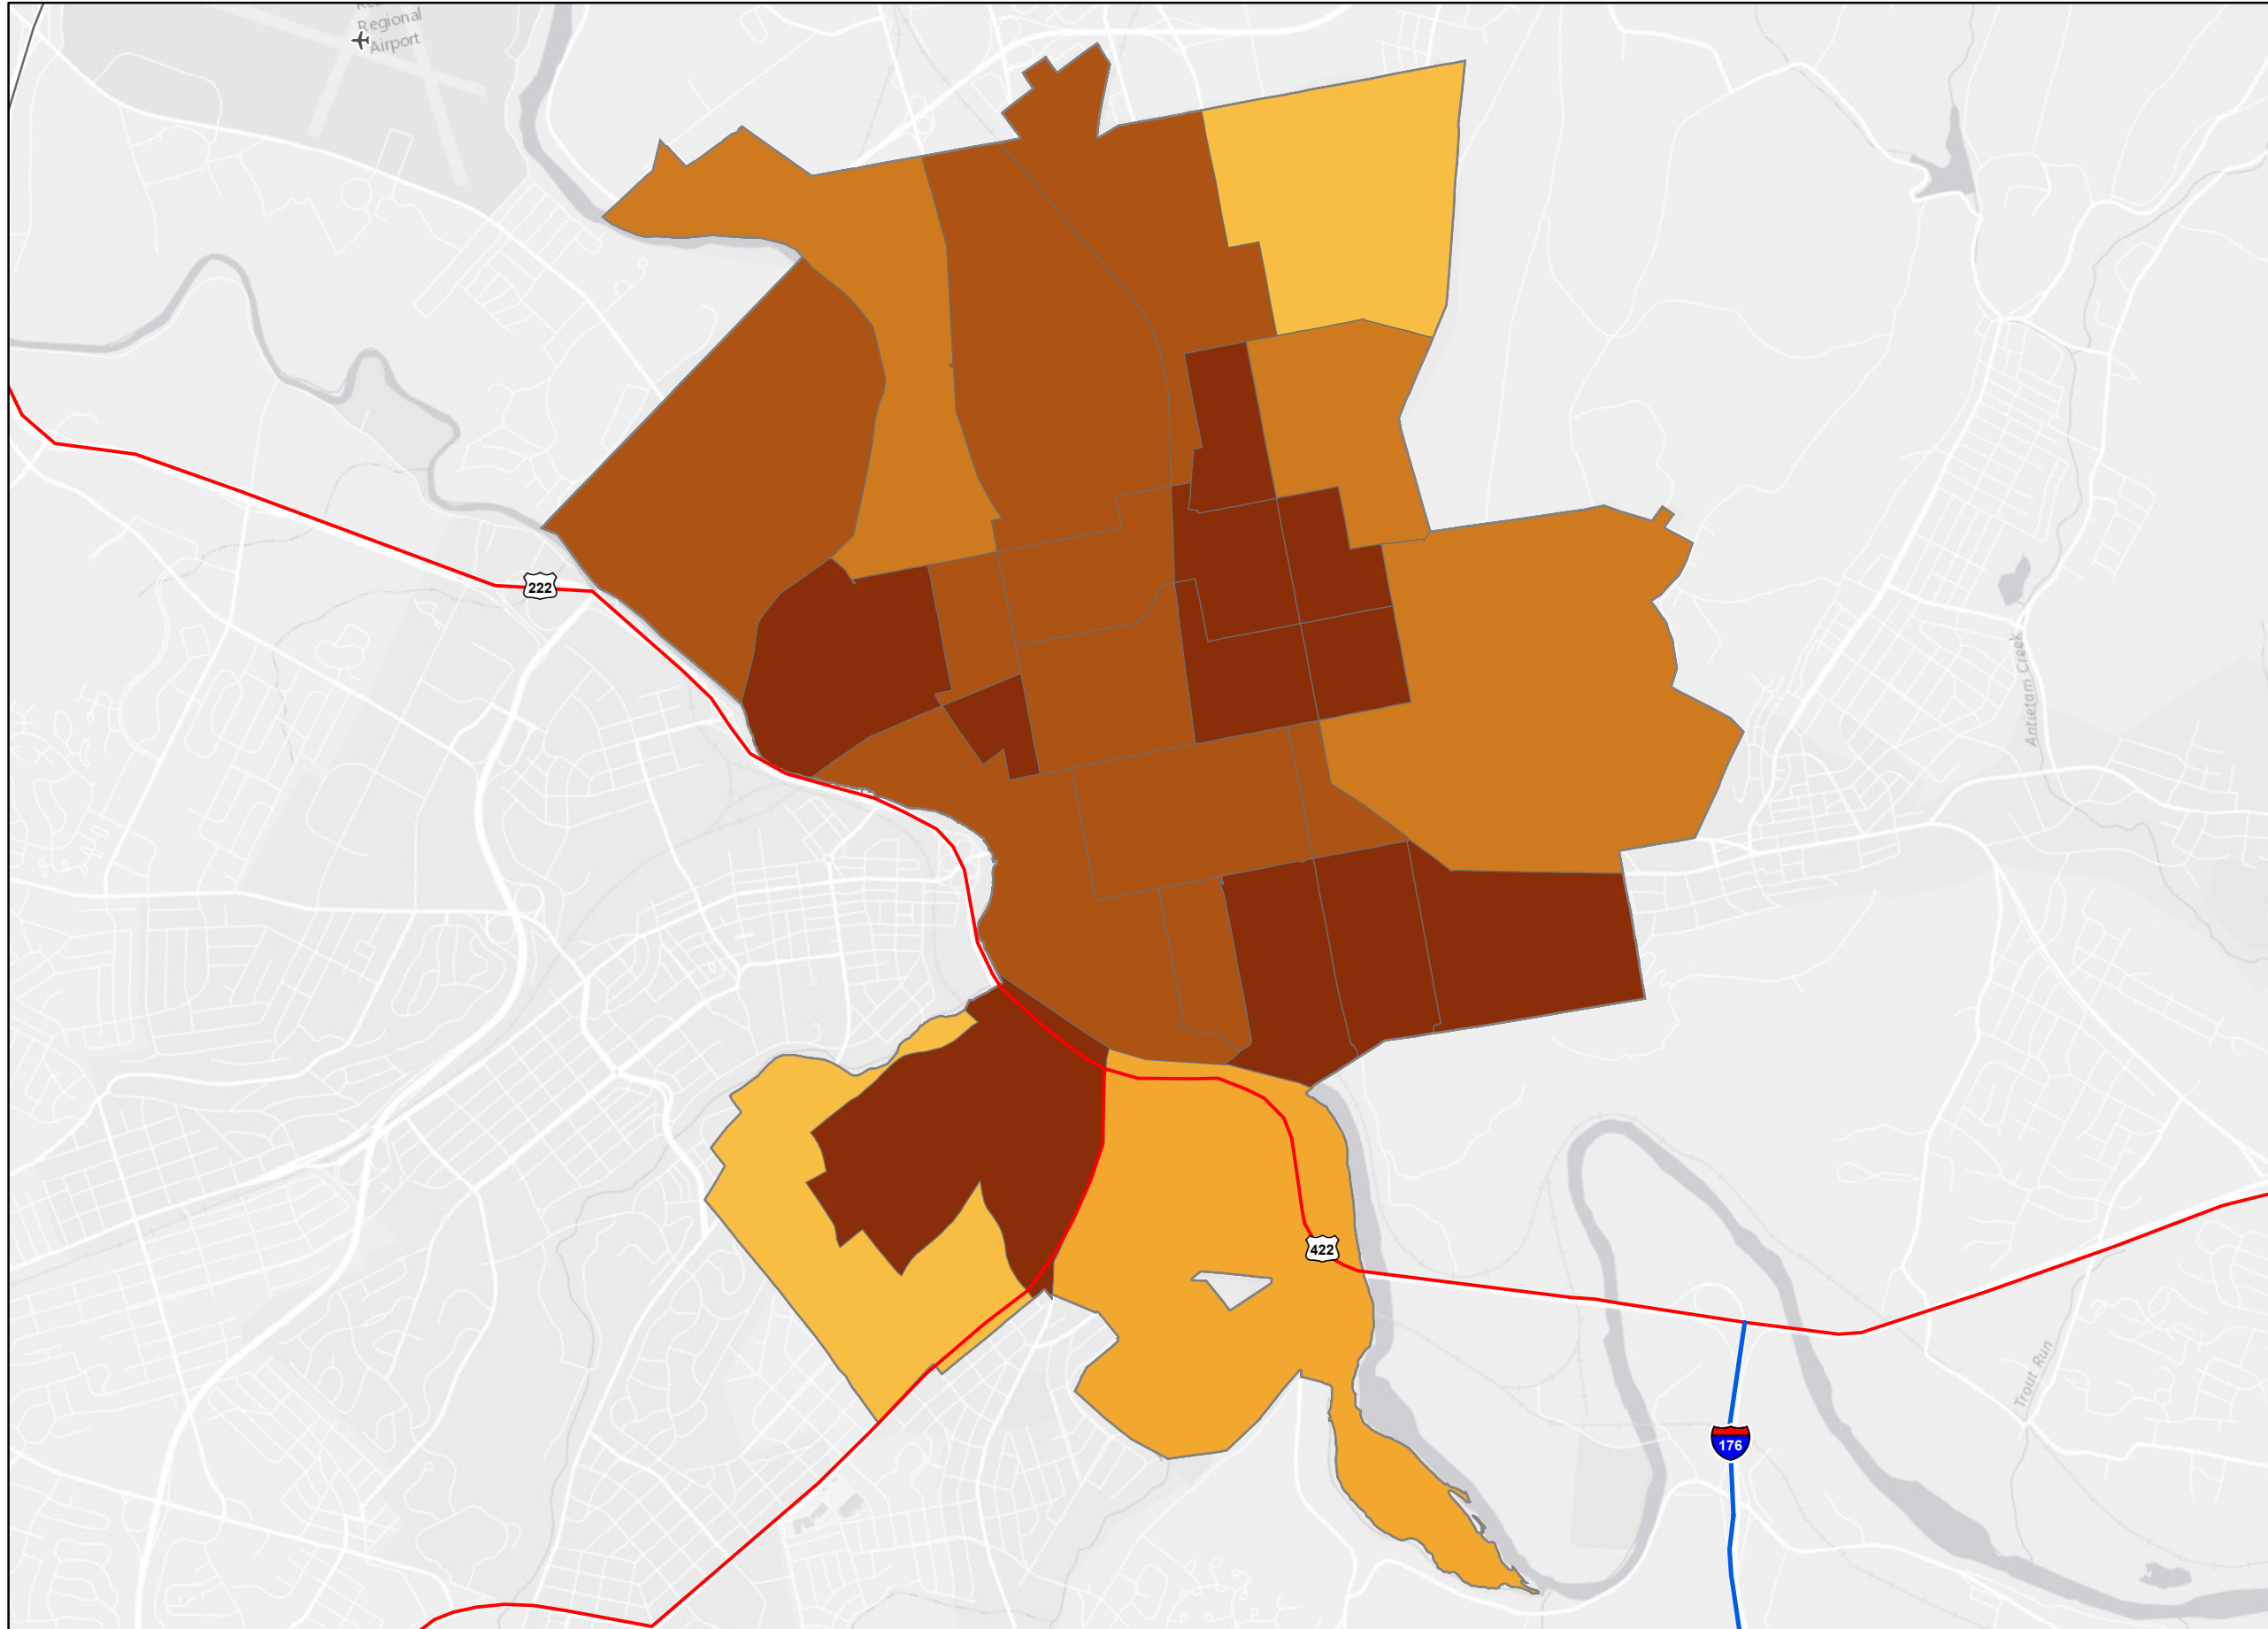 Regional
Airport
222
Antietam Creek
422
Trout Run
176